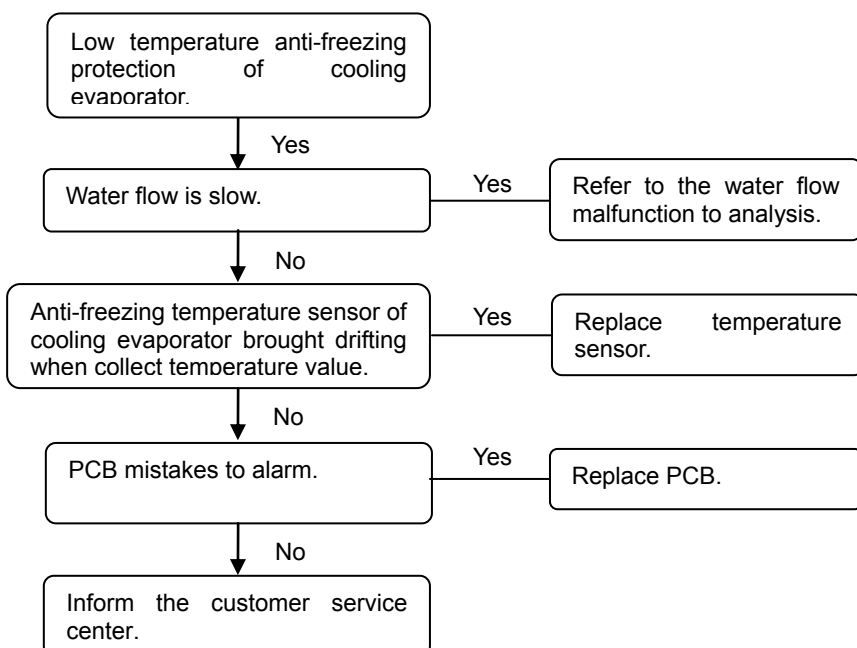 Low temperature anti-freezing
protection of cooling
evaporator.
Yes
Water flow is slow.
Yes
Refer to the water flow
malfunction to analysis.
No
Anti-freezing temperature sensor of
cooling evaporator brought drifting
when collect temperature value.
Yes
Replace temperature
sensor.
No
PCB mistakes to alarm.
Yes
Replace PCB.
No
Inform the customer service
center.